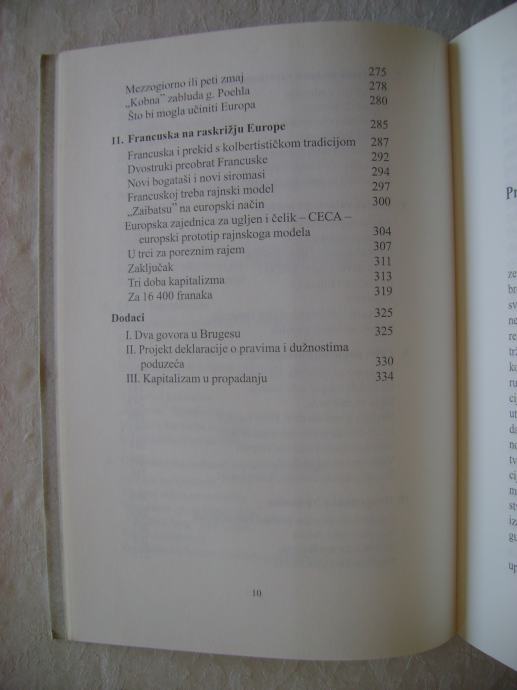 Mezzogiorno ili peti zmaj 275
„Kobna” zabluda g. Poehla 278
Što bi mogla učiniti Europa 280
11. Francuska na raskrižju Europe 285
Francuska i prekid s kolbertističkom tradicijom 287
Dvostruki preobrat Francuske 292
Novi bogataši i novi siromasi 294
Francuskoj treba rajnski model 297
„Zaibatsu” na europski način 300
Europska zajednica za ugljen i čelik – CECA –
europski prototip rajnskoga modela 304
U trci za poreznim rajem 307
Zaključak 311
Tri doba kapitalizma 313
Za 16 400 franaka 319
Dodaci 325
I. Dva govora u Brugesu 325
II. Projekt deklaracije o pravima i dužnostima
poduzeća 330
III. Kapitalizam u propadanju 334
10